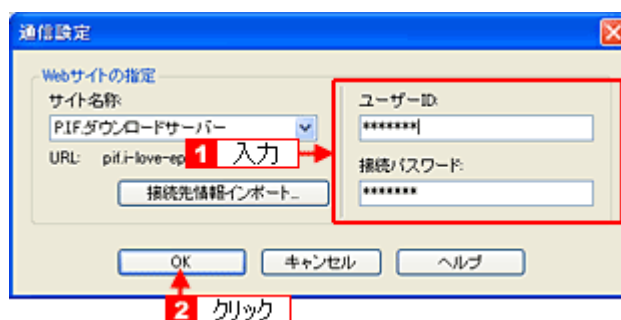 通信設定
Webサイトの指定
サイト名称:
P.I.F.ダウンロードサーバー
URL: pif.i-love-ep
接続先情報インポート...
ユーザーID:
*******
接続パスワード:
*******
1 入力
OK
キャンセル
ヘルプ
2 クリック